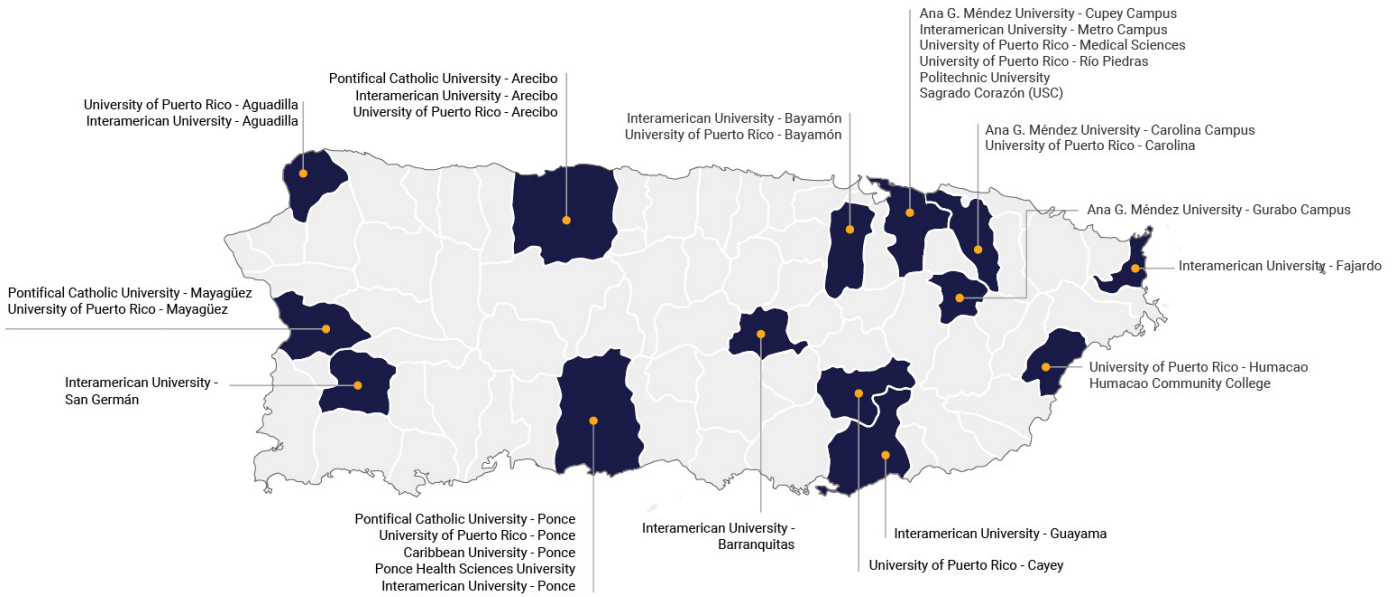 Ana G. Méndez University - Cupey Campus
Interamerican University - Metro Campus
University of Puerto Rico - Medical Sciences
University of Puerto Rico - Río Piedras
Politechnic University
Sagrado Corazón (USC)
Pontifical Catholic University - Arecibo
Interamerican University - Arecibo
University of Puerto Rico - Arecibo
University of Puerto Rico - Aguadilla
Interamerican University - Aguadilla
Interamerican University - Bayamón
University of Puerto Rico - Bayamón
Ana G. Méndez University - Carolina Campus
University of Puerto Rico - Carolina
Ana G. Méndez University - Gurabo Campus
Interamerican University - Fajardo
Pontifical Catholic University - Mayagüez
University of Puerto Rico - Mayagüez
Interamerican University -
San Germán
University of Puerto Rico - Humacao
Humacao Community College
Pontifical Catholic University - Ponce
University of Puerto Rico - Ponce
Caribbean University - Ponce
Ponce Health Sciences University
Interamerican University - Ponce
Interamerican University -
Barranquitas
Interamerican University - Guayama
University of Puerto Rico - Cayey